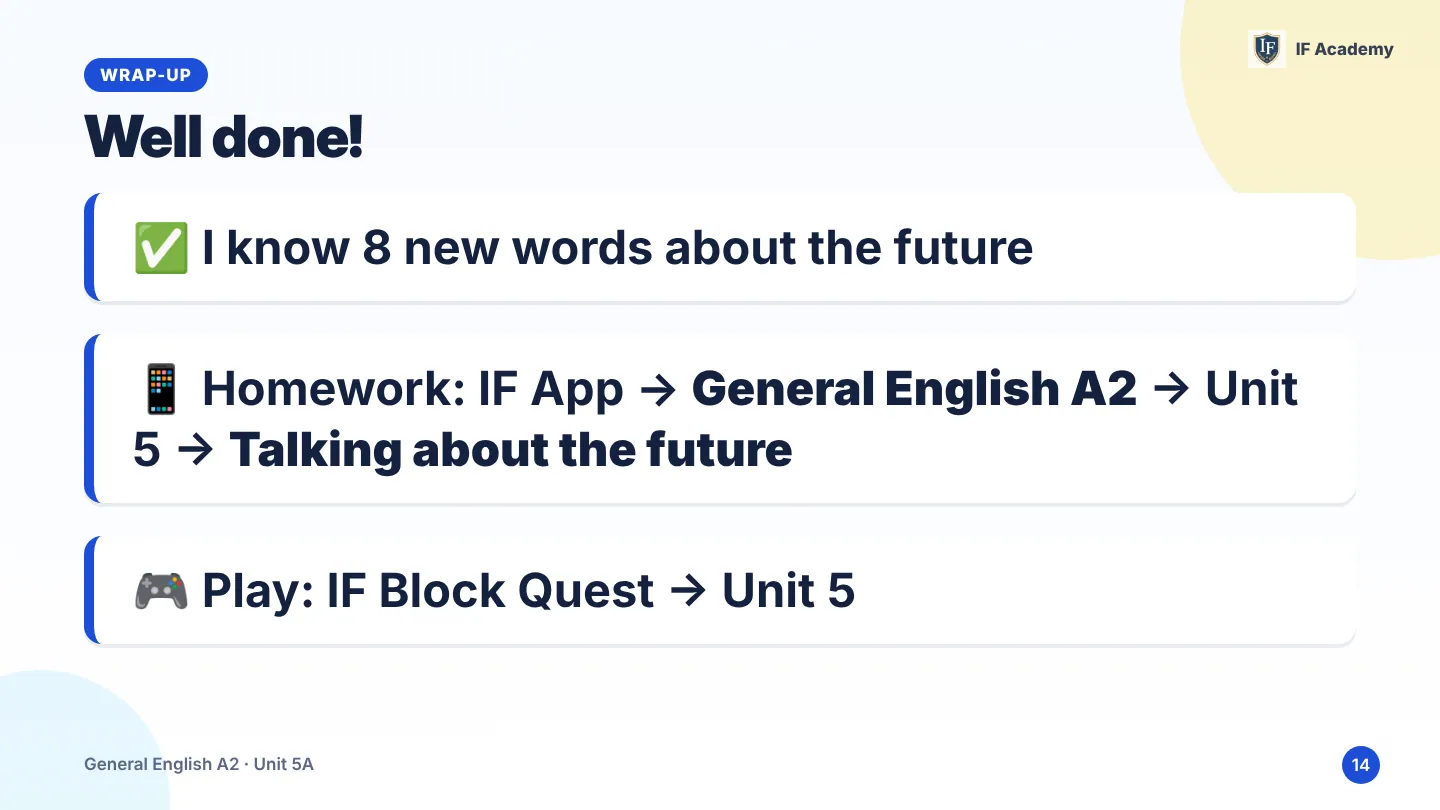 IF Academy
WRAP-UP
Well done!
✅ I know 8 new words about the future
📱 Homework: IF App → General English A2 → Unit
5 → Talking about the future
🎮 Play: IF Block Quest → Unit 5
General English A2 · Unit 5A
14